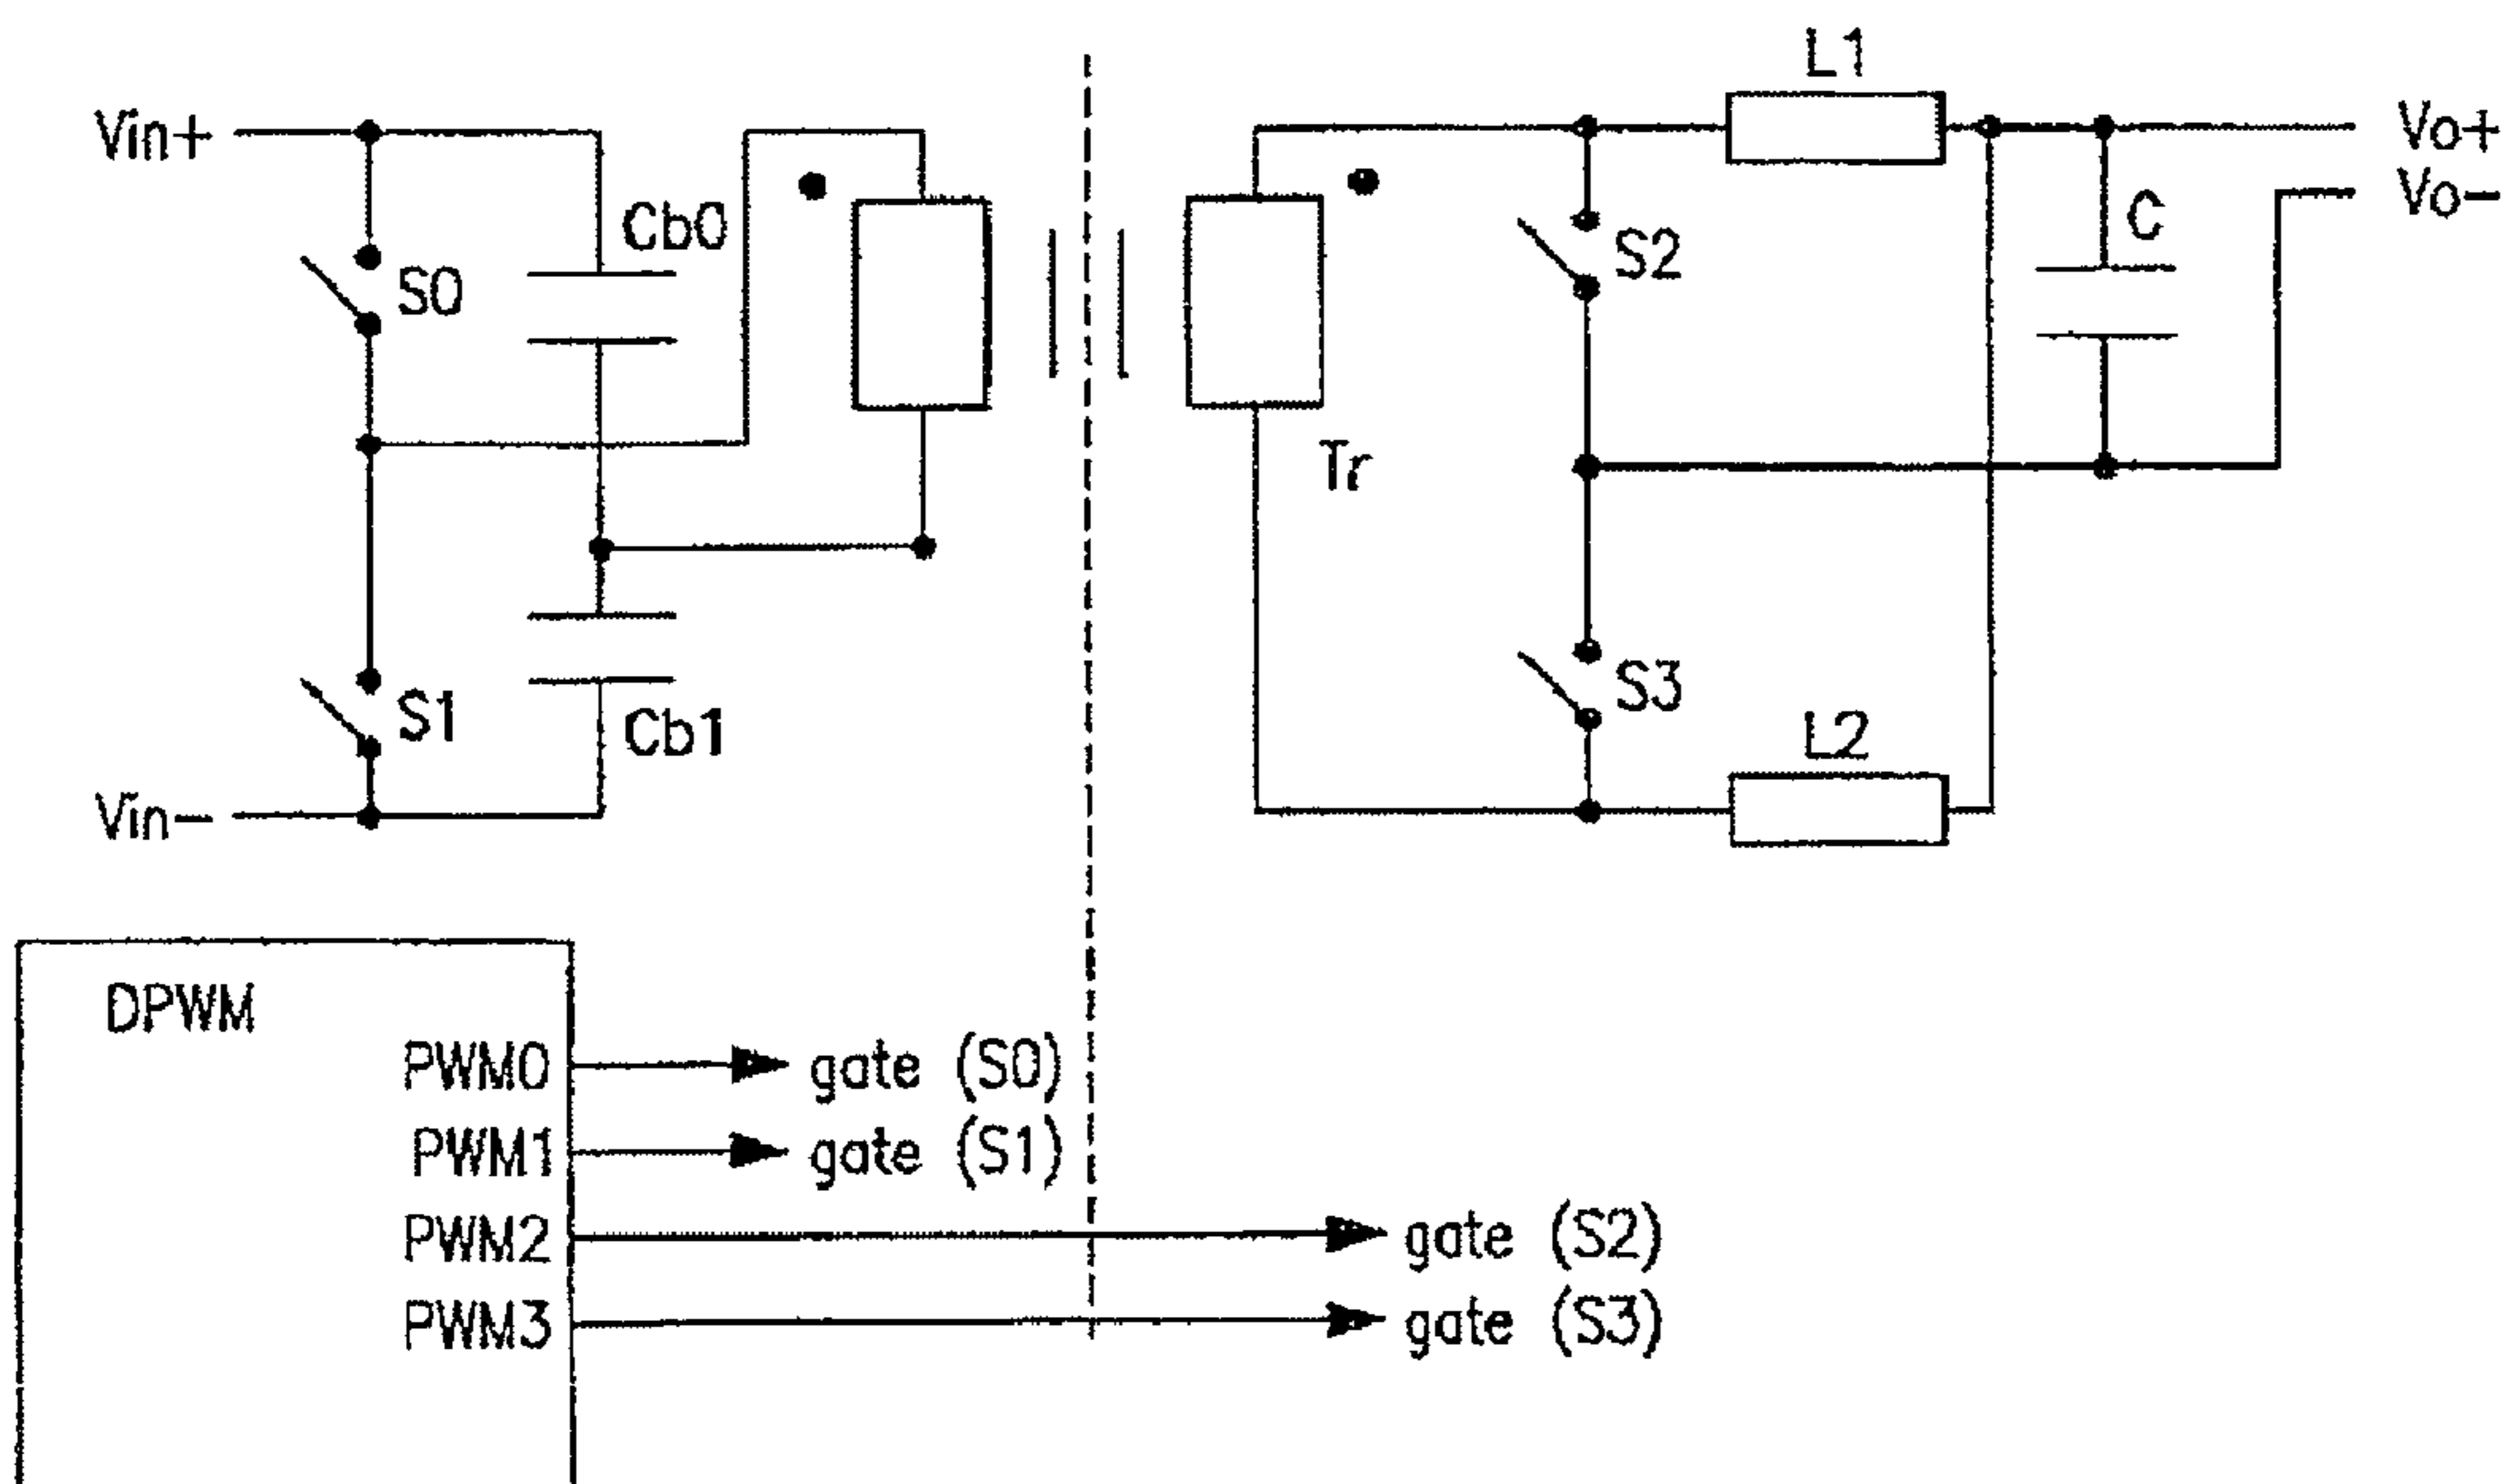 L1
Vin+
Vo+
Vo-
Cb0
C
S0
S2
Tr
S1
S3
Cb1
L2
Vin-
DPWM
PWM0 gate (S0)
PWM1 gate (S1)
PWM2 gate (S2)
PWM3 gate (S3)